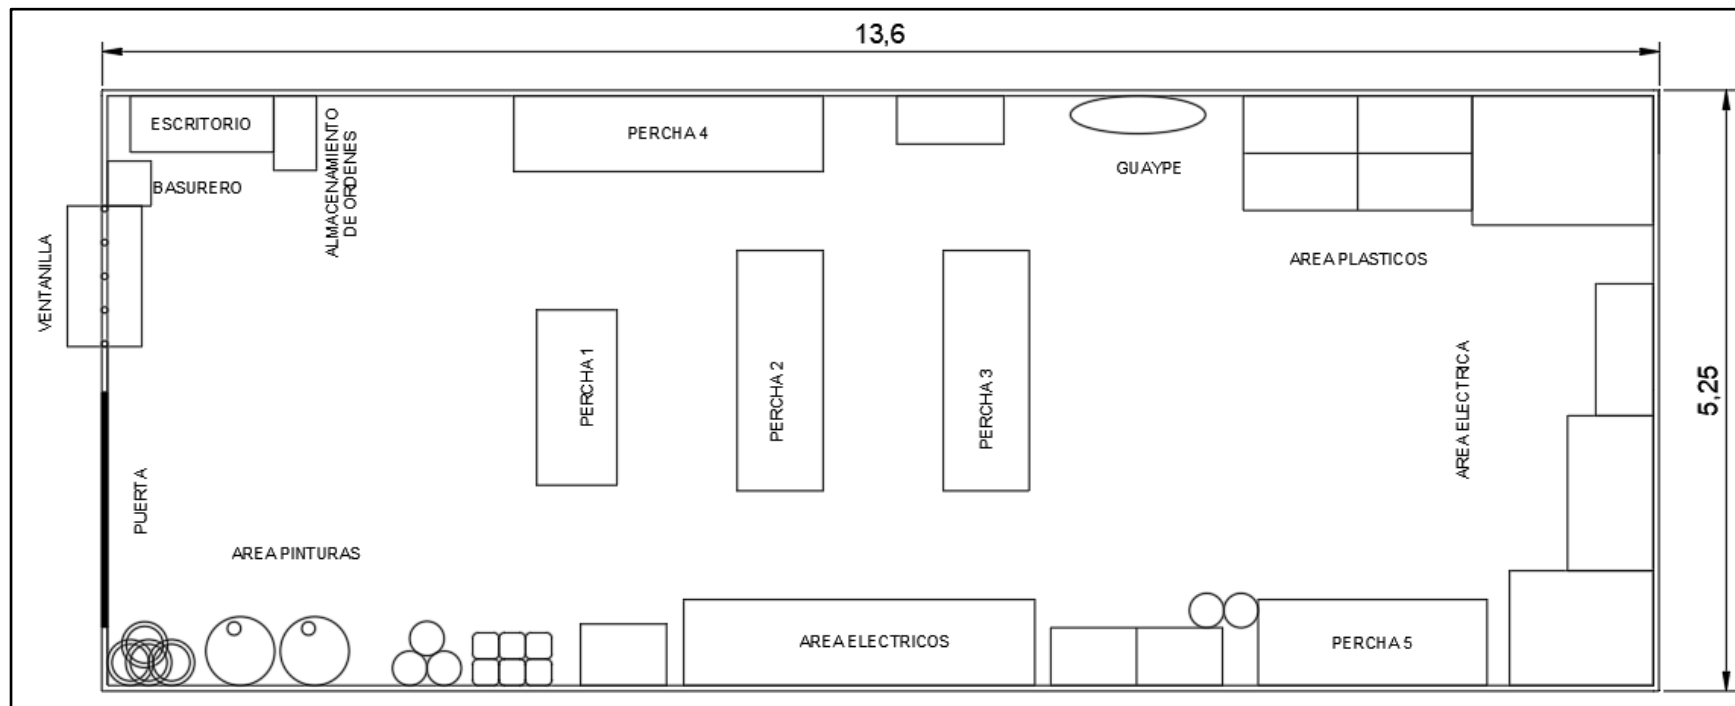 13,6
ESCRITORIO
ALMACENAMIENTO
DE ORDENES
PERCHA 4
GUAYPE
BASURERO
VENTANILLA
AREA PLASTICOS
PERCHA 1
PERCHA 2
PERCHA 3
AREA ELECTRICA
5,25
PUERTA
AREA PINTURAS
AREA ELECTRICOS
PERCHA 5